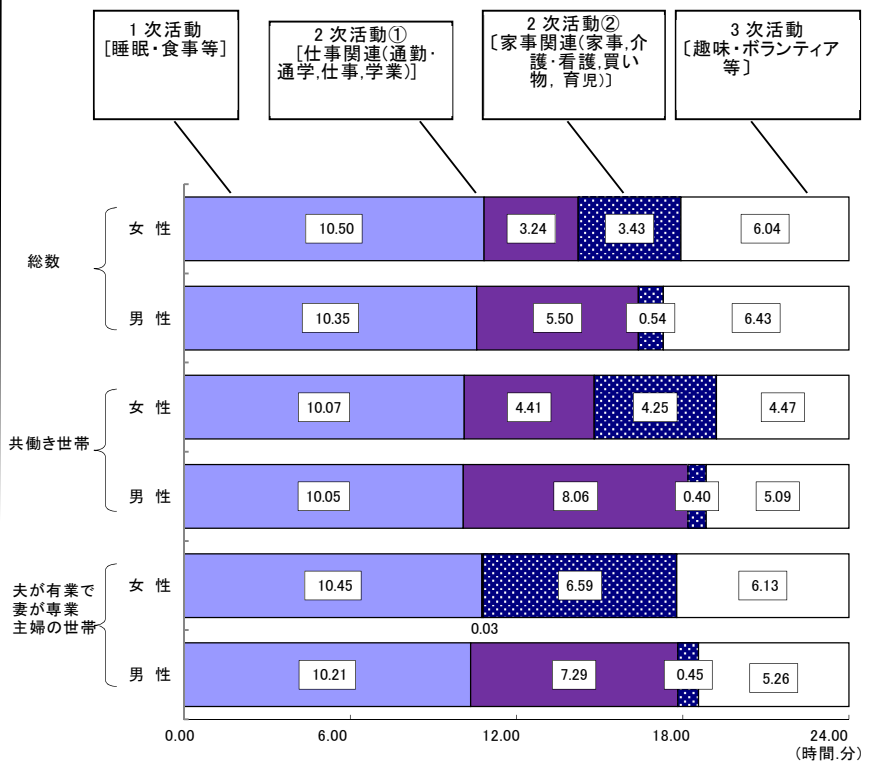 1 次活動
[睡眠・食事等]
2 次活動①
[仕事関連(通勤・
通学,仕事,学業)]
2 次活動②
〔家事関連(家事,介
護・看護,買い
物, 育児)〕
3 次活動
〔趣味・ボランティア
等〕
総数
女 性
10.50
3.24
3.43
6.04
男 性
10.35
5.50
0.54
6.43
共働き世帯
女 性
10.07
4.41
4.25
4.47
男 性
10.05
8.06
0.40
5.09
夫が有業で
妻が専業
主婦の世帯
女 性
10.45
6.59
6.13
0.03
男 性
10.21
7.29
0.45
5.26
0.00
6.00
12.00
18.00
24.00
(時間.分)